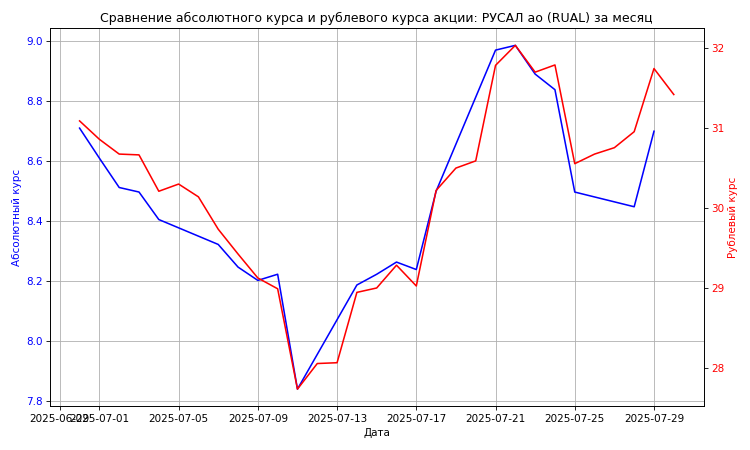 Сравнение абсолютного курса и рублевого курса акции: РУСАЛ ао (RUAL) за месяц
9.0
8.8
8.6
8.4
8.2
8.0
7.8
Абсолютный курс
32
31
30
29
28
Рублевый курс
2025-06-29 2025-07-01 2025-07-05 2025-07-09 2025-07-13 2025-07-17 2025-07-21 2025-07-25 2025-07-29
Дата